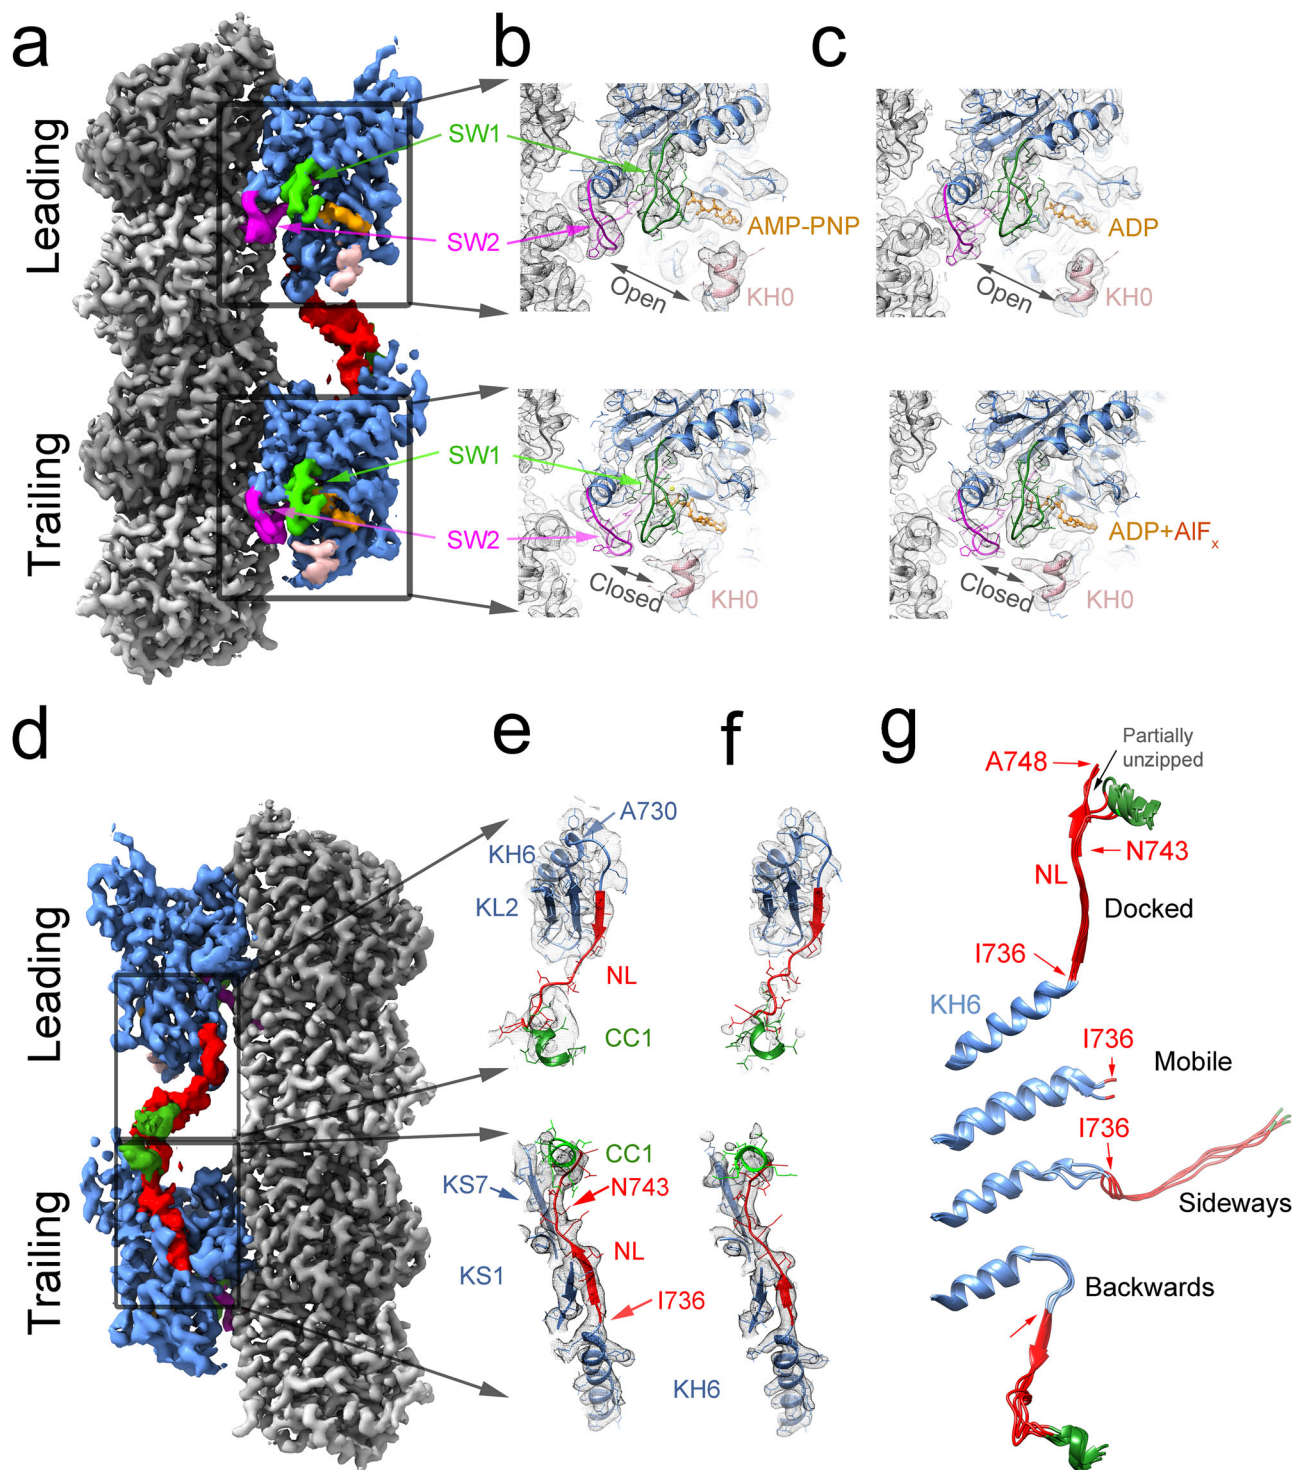 a
b
c
Leading
SW1
SW2
AMP-PNP
Open
KH0
ADP
Open
KH0
Trailing
SW1
SW2
Closed
KH0
ADP+AlFx
Closed
KH0
d
e
f
g
Leading
A730
KH6
KL2
NL
CC1
Trailing
CC1
KS7
N743
NL
KS1
I736
KH6
Partially
unzipped
A748
N743
NL
Docked
I736
KH6
I736
Mobile
I736
Sideways
Backwards